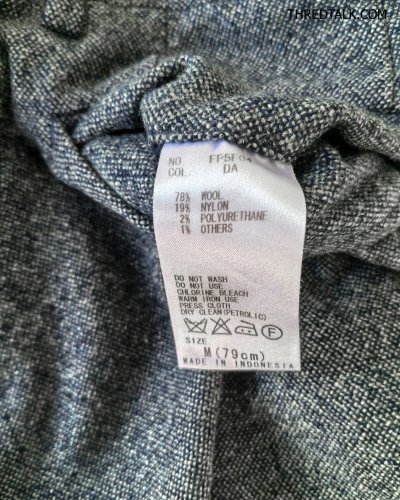 THREDTALK.COM
NO FP5F04
COL. DA
78% WOOL
19% NYLON
2% POLYURETHANE
1% OTHERS
DO NOT WASH
DO NOT USE
CHLORINE BLEACH
WARM IRON USE
PRESS CLOTH
DRY CLEAN(PETROLIC)
F
SIZE
M(79cm)
MADE IN INDONESIA